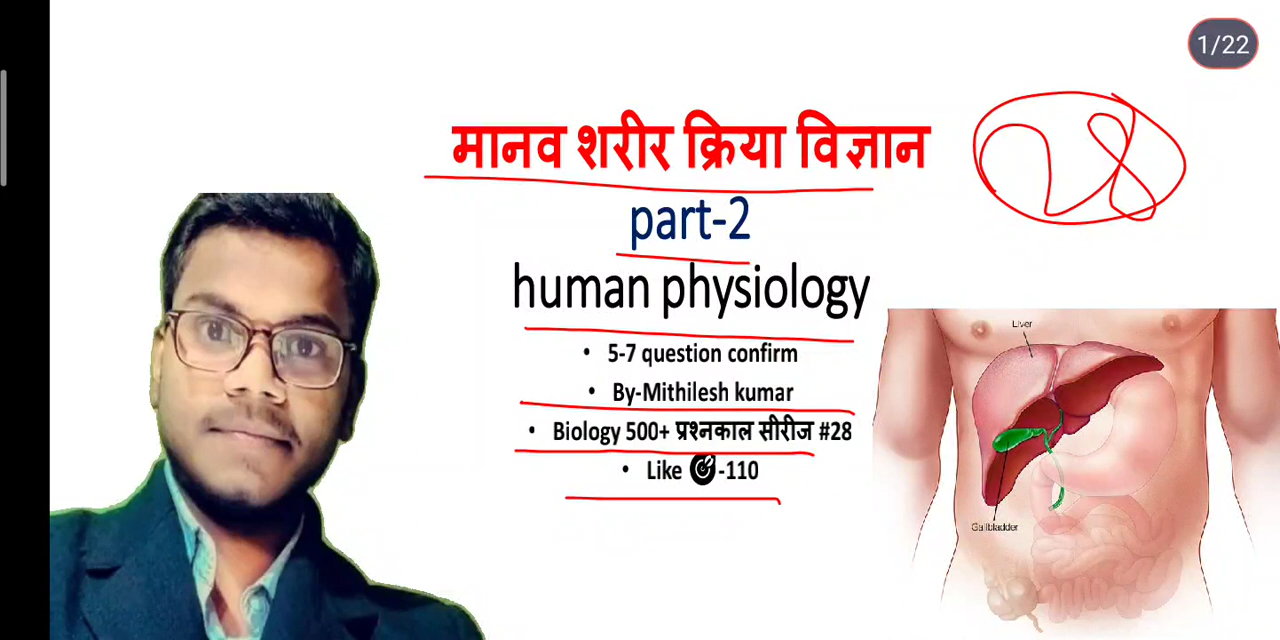 1/22
मानव शरीर क्रिया विज्ञान
part-2
human physiology
• 5-7 question confirm
• By-Mithilesh kumar
• Biology 500+ प्रश्नकाल सीरीज #28
• Like 🎯-110
28
Liver
Gallbladder